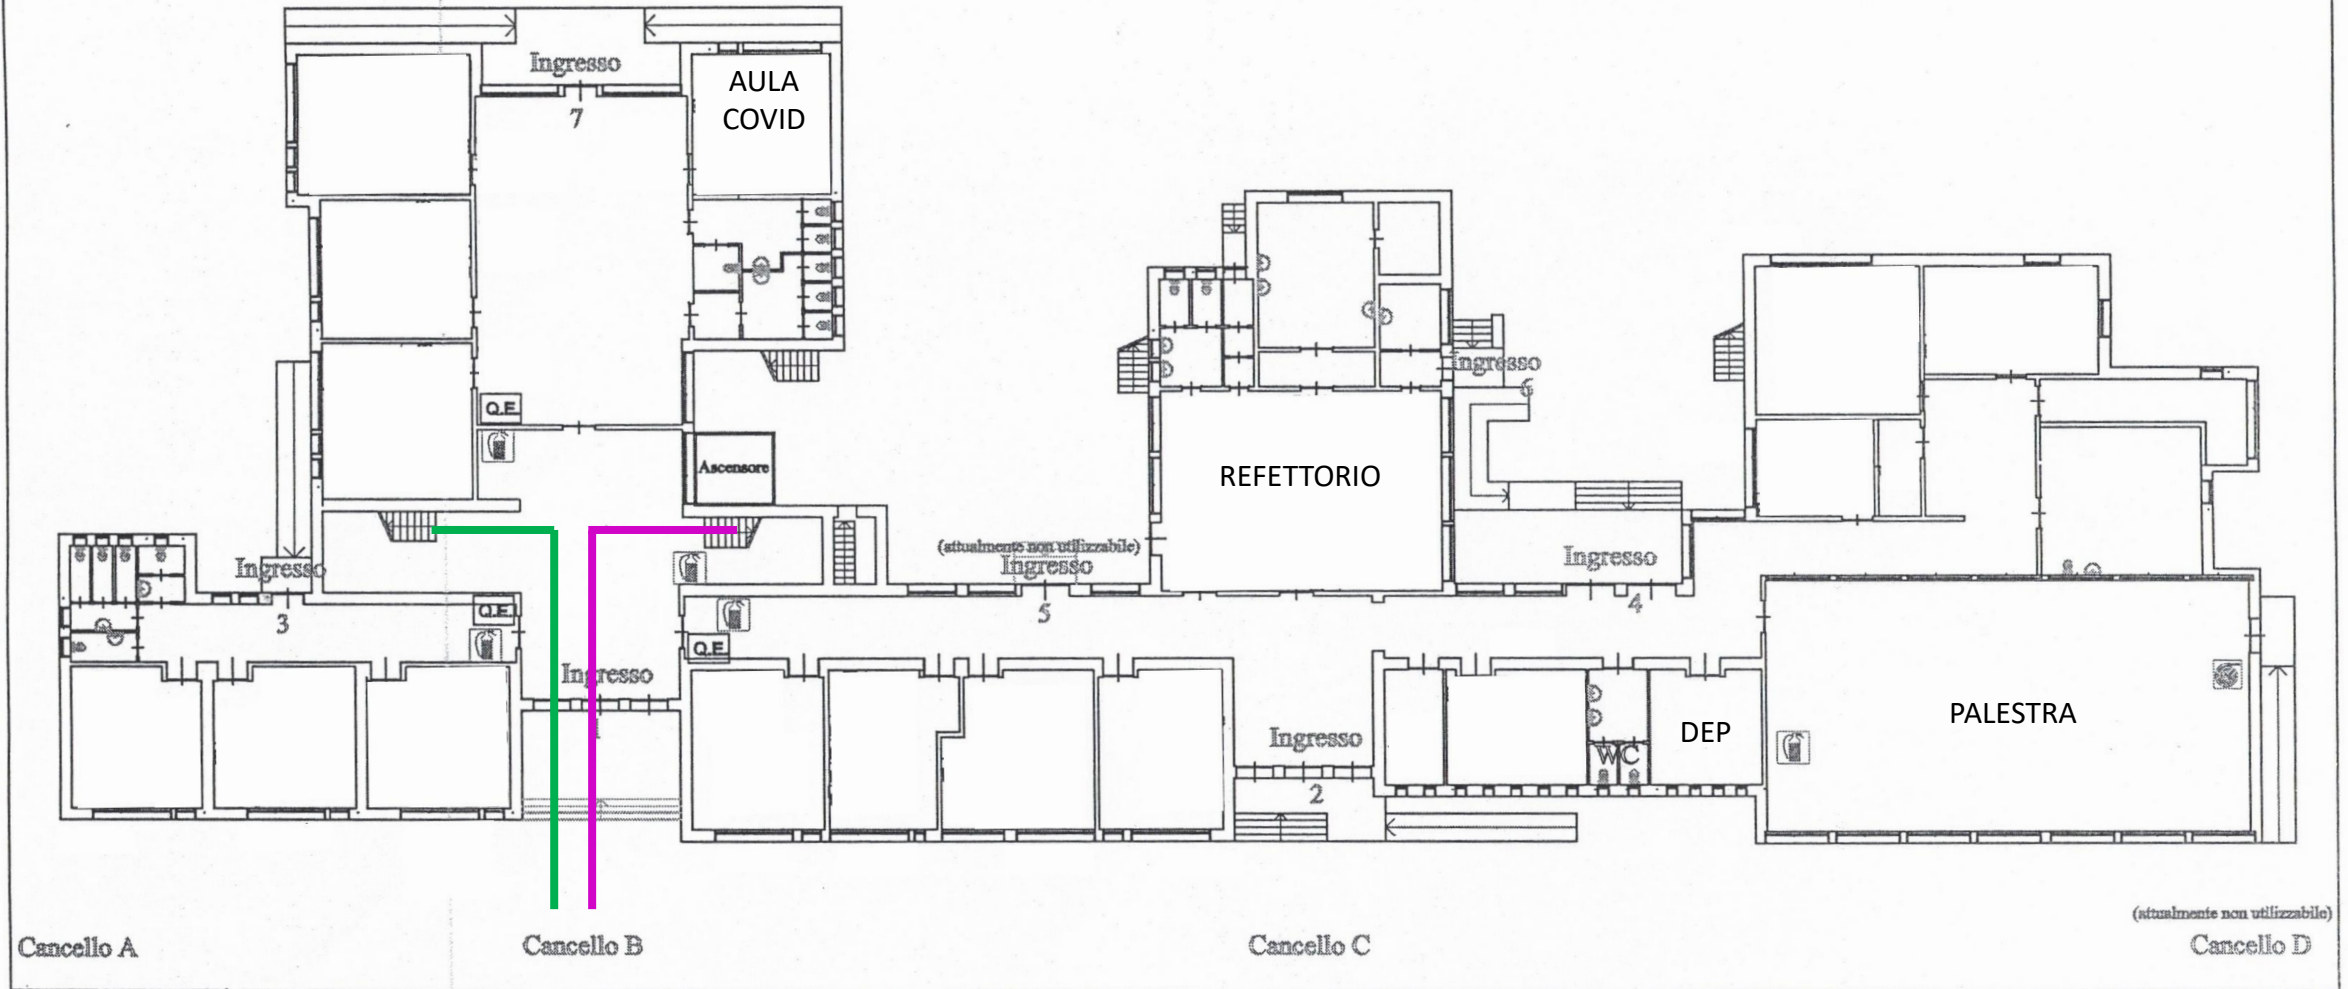 Ingresso
7
AULA
COVID
Q.E
Ascensore
REFETTORIO
Ingresso
6
(attualmente non utilizzabile)
Ingresso
5
Ingresso
4
Ingresso
3
Q.E
Q.E
Ingresso
1
Ingresso
2
WC
DEP
PALESTRA
Cancello A
Cancello B
Cancello C
(attualmente non utilizzabile)
Cancello D